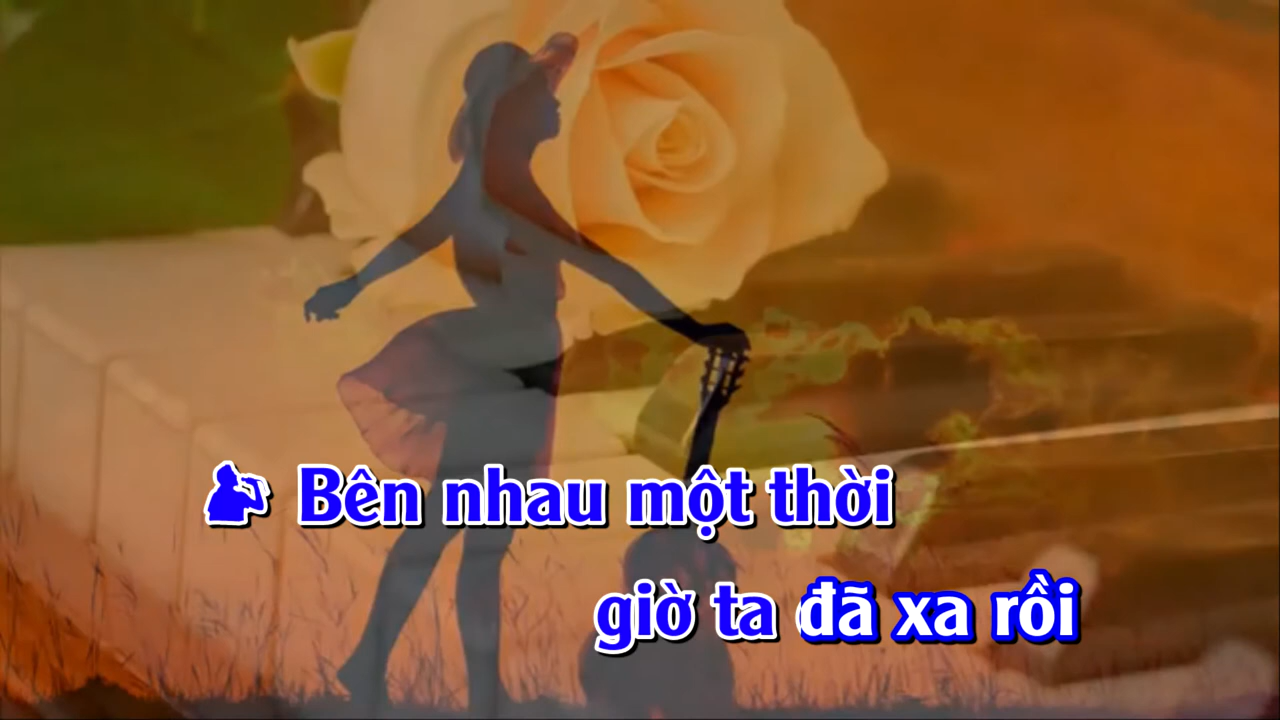 Bên nhau một thời
giờ ta đã xa rồi